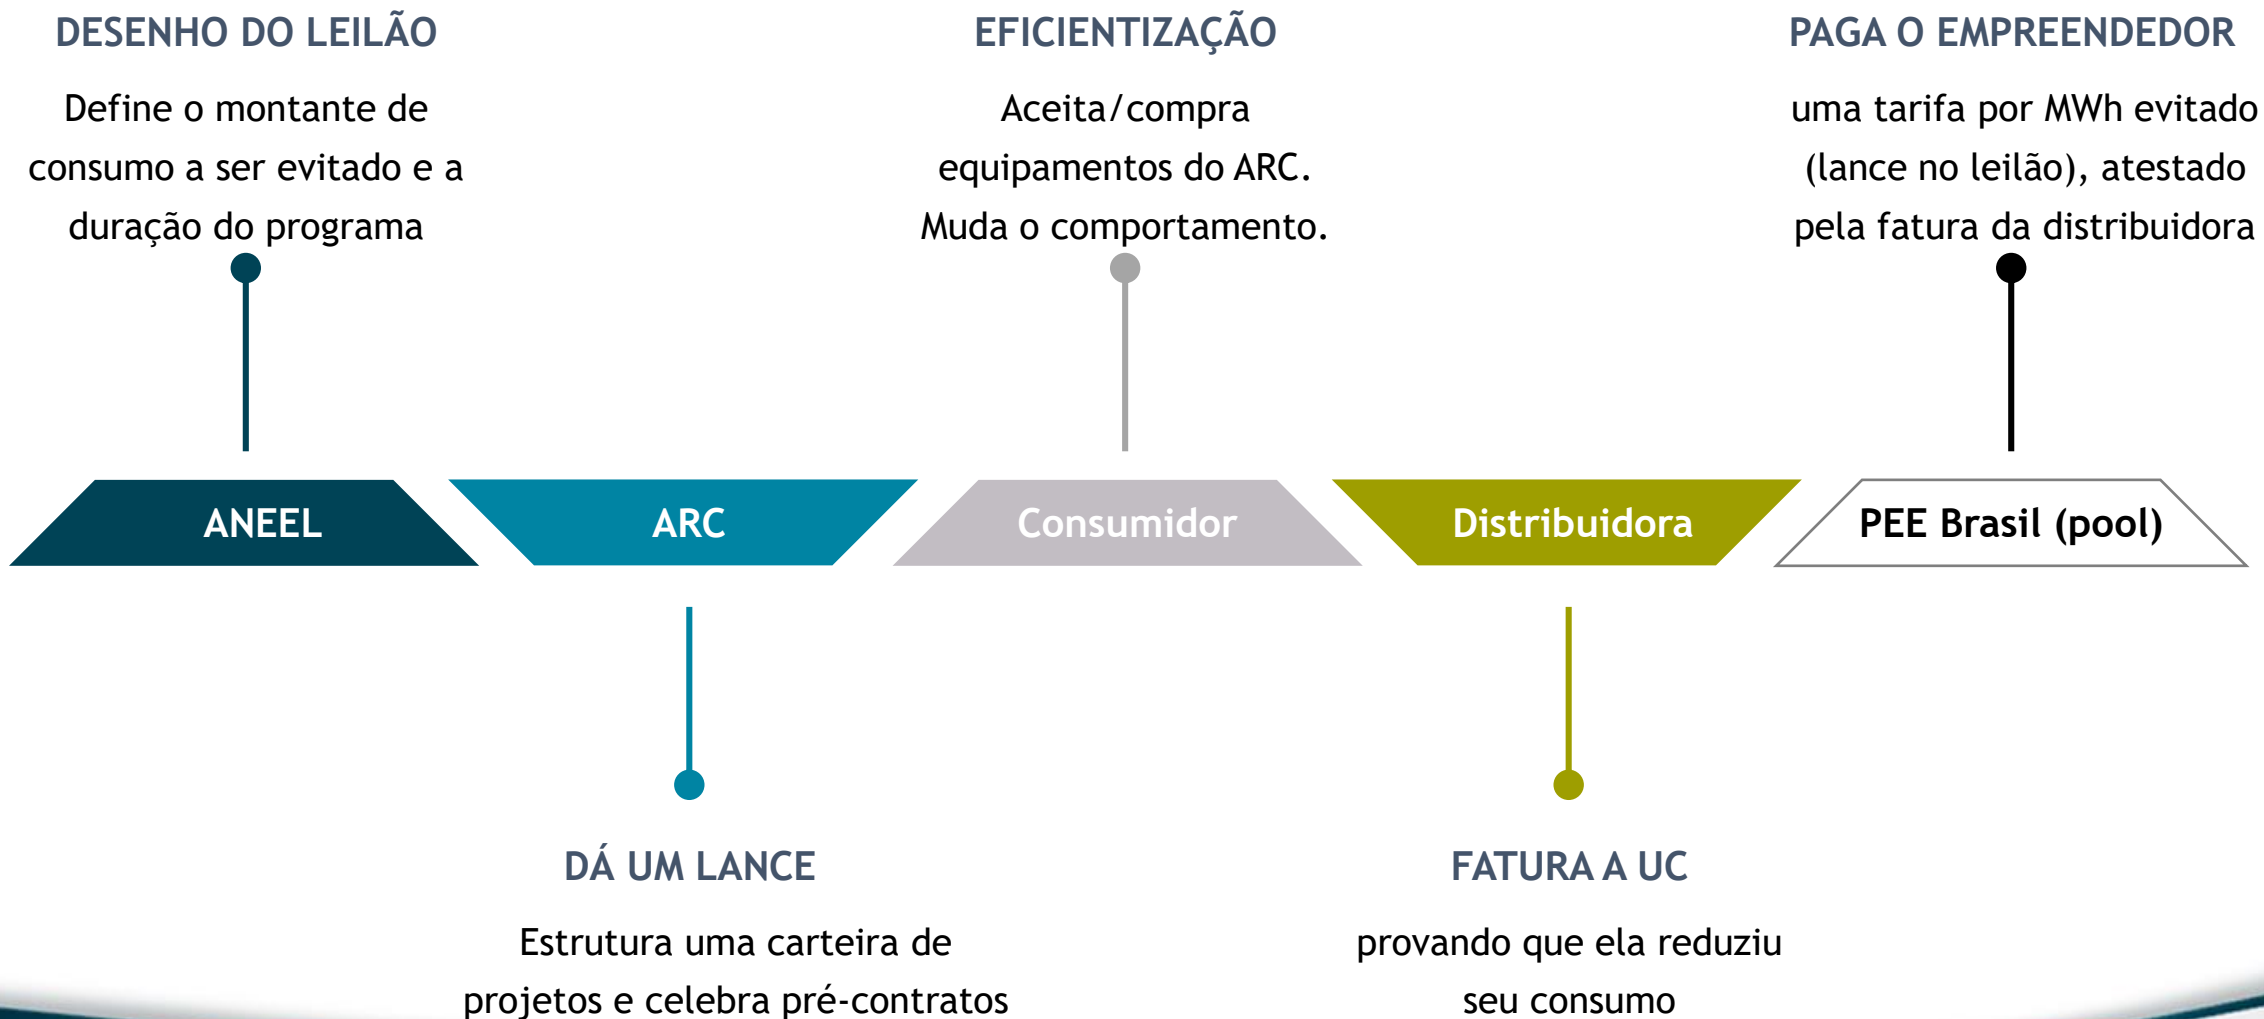 DESENHO DO LEILÃO
Define o montante de
consumo a ser evitado e a
duração do programa
EFICIENTIZAÇÃO
Aceita/compra
equipamentos do ARC.
Muda o comportamento.
PAGA O EMPREENDEDOR
uma tarifa por MWh evitado
(lance no leilão), atestado
pela fatura da distribuidora
ANEEL
ARC
Consumidor
Distribuidora
PEE Brasil (pool)
DÁ UM LANCE
Estrutura uma carteira de
projetos e celebra pré-contratos
FATURA A UC
provando que ela reduziu
seu consumo